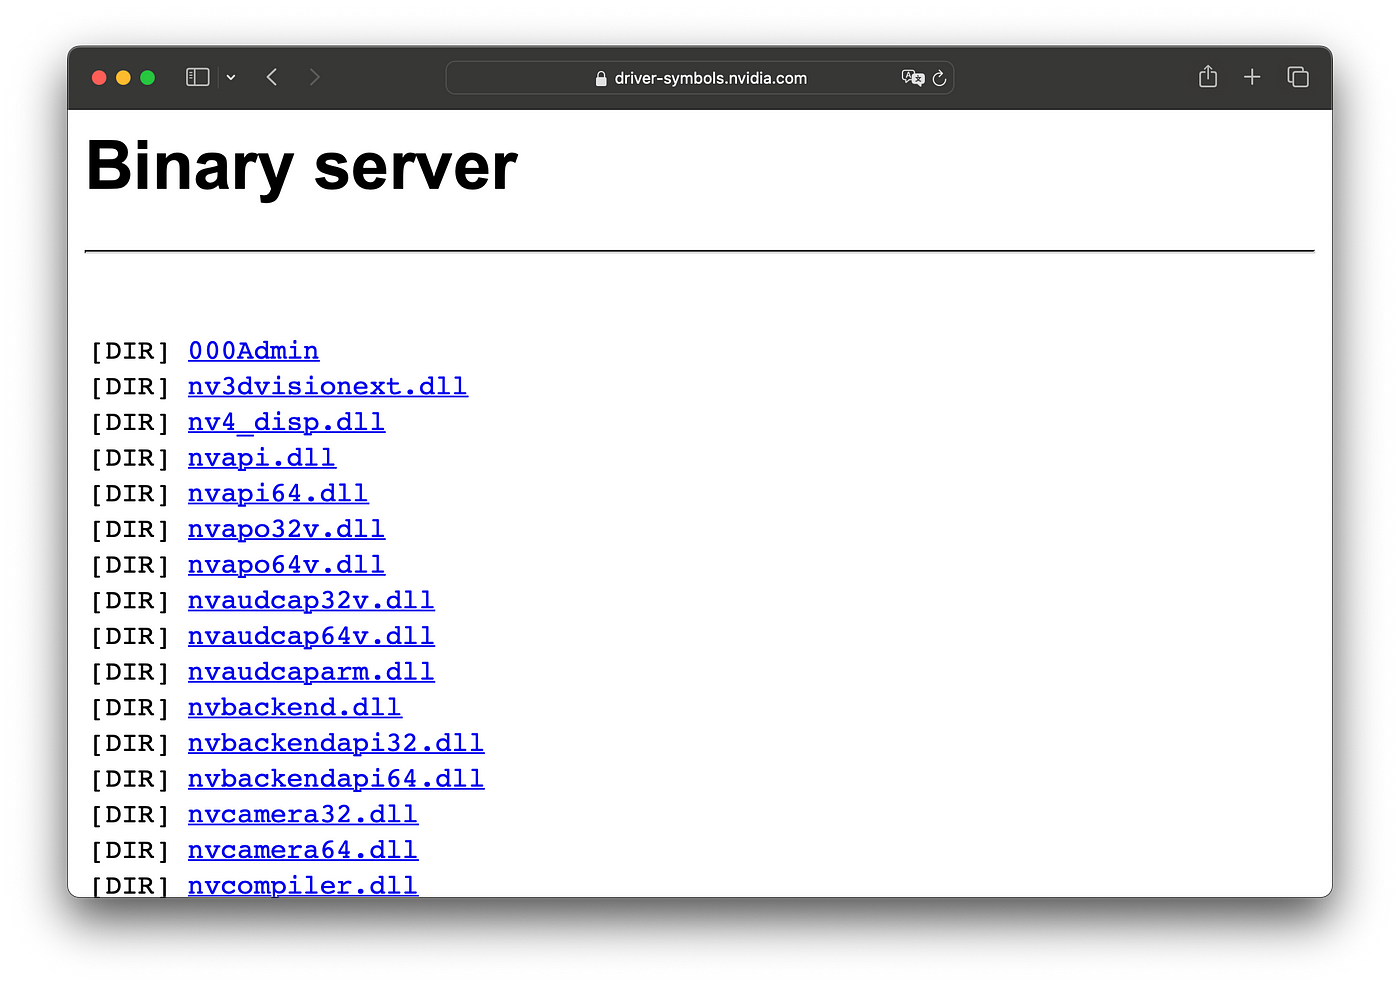 driver-symbols.nvidia.com
Binary server
[DIR] 000Admin
[DIR] nv3dvisionext.dll
[DIR] nv4_disp.dll
[DIR] nvapi.dll
[DIR] nvapi64.dll
[DIR] nvapo32v.dll
[DIR] nvapo64v.dll
[DIR] nvaudcap32v.dll
[DIR] nvaudcap64v.dll
[DIR] nvaudcaparm.dll
[DIR] nvbackend.dll
[DIR] nvbackendapi32.dll
[DIR] nvbackendapi64.dll
[DIR] nvcamera32.dll
[DIR] nvcamera64.dll
[DIR] nvcompiler.dll